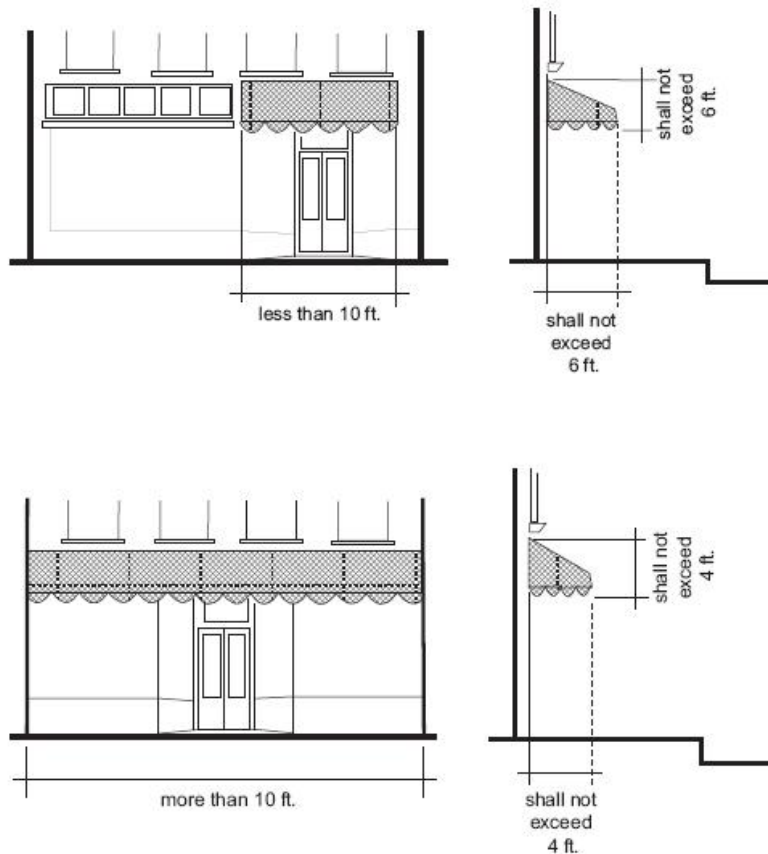 shall not
exceed
6 ft.
less than 10 ft.
shall not
exceed
6 ft.
shall not
exceed
4 ft.
more than 10 ft.
shall not
exceed
4 ft.